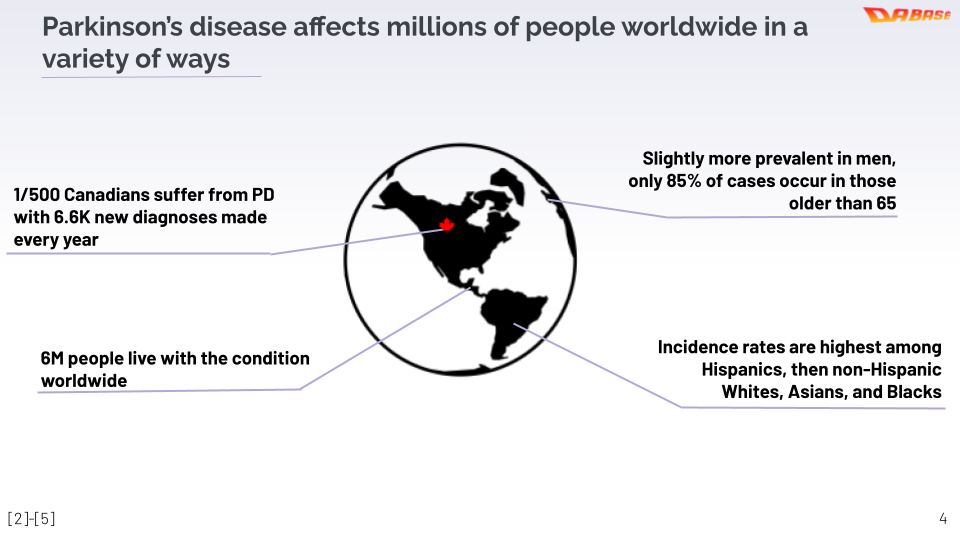 Parkinson's disease affects millions of people worldwide in a
variety of ways
DABASE
1/500 Canadians suffer from PD
with 6.6K new diagnoses made
every year
Slightly more prevalent in men,
only 85% of cases occur in those
older than 65
6M people live with the condition
worldwide
Incidence rates are highest among
Hispanics, then non-Hispanic
Whites, Asians, and Blacks
[2]-[5]
4